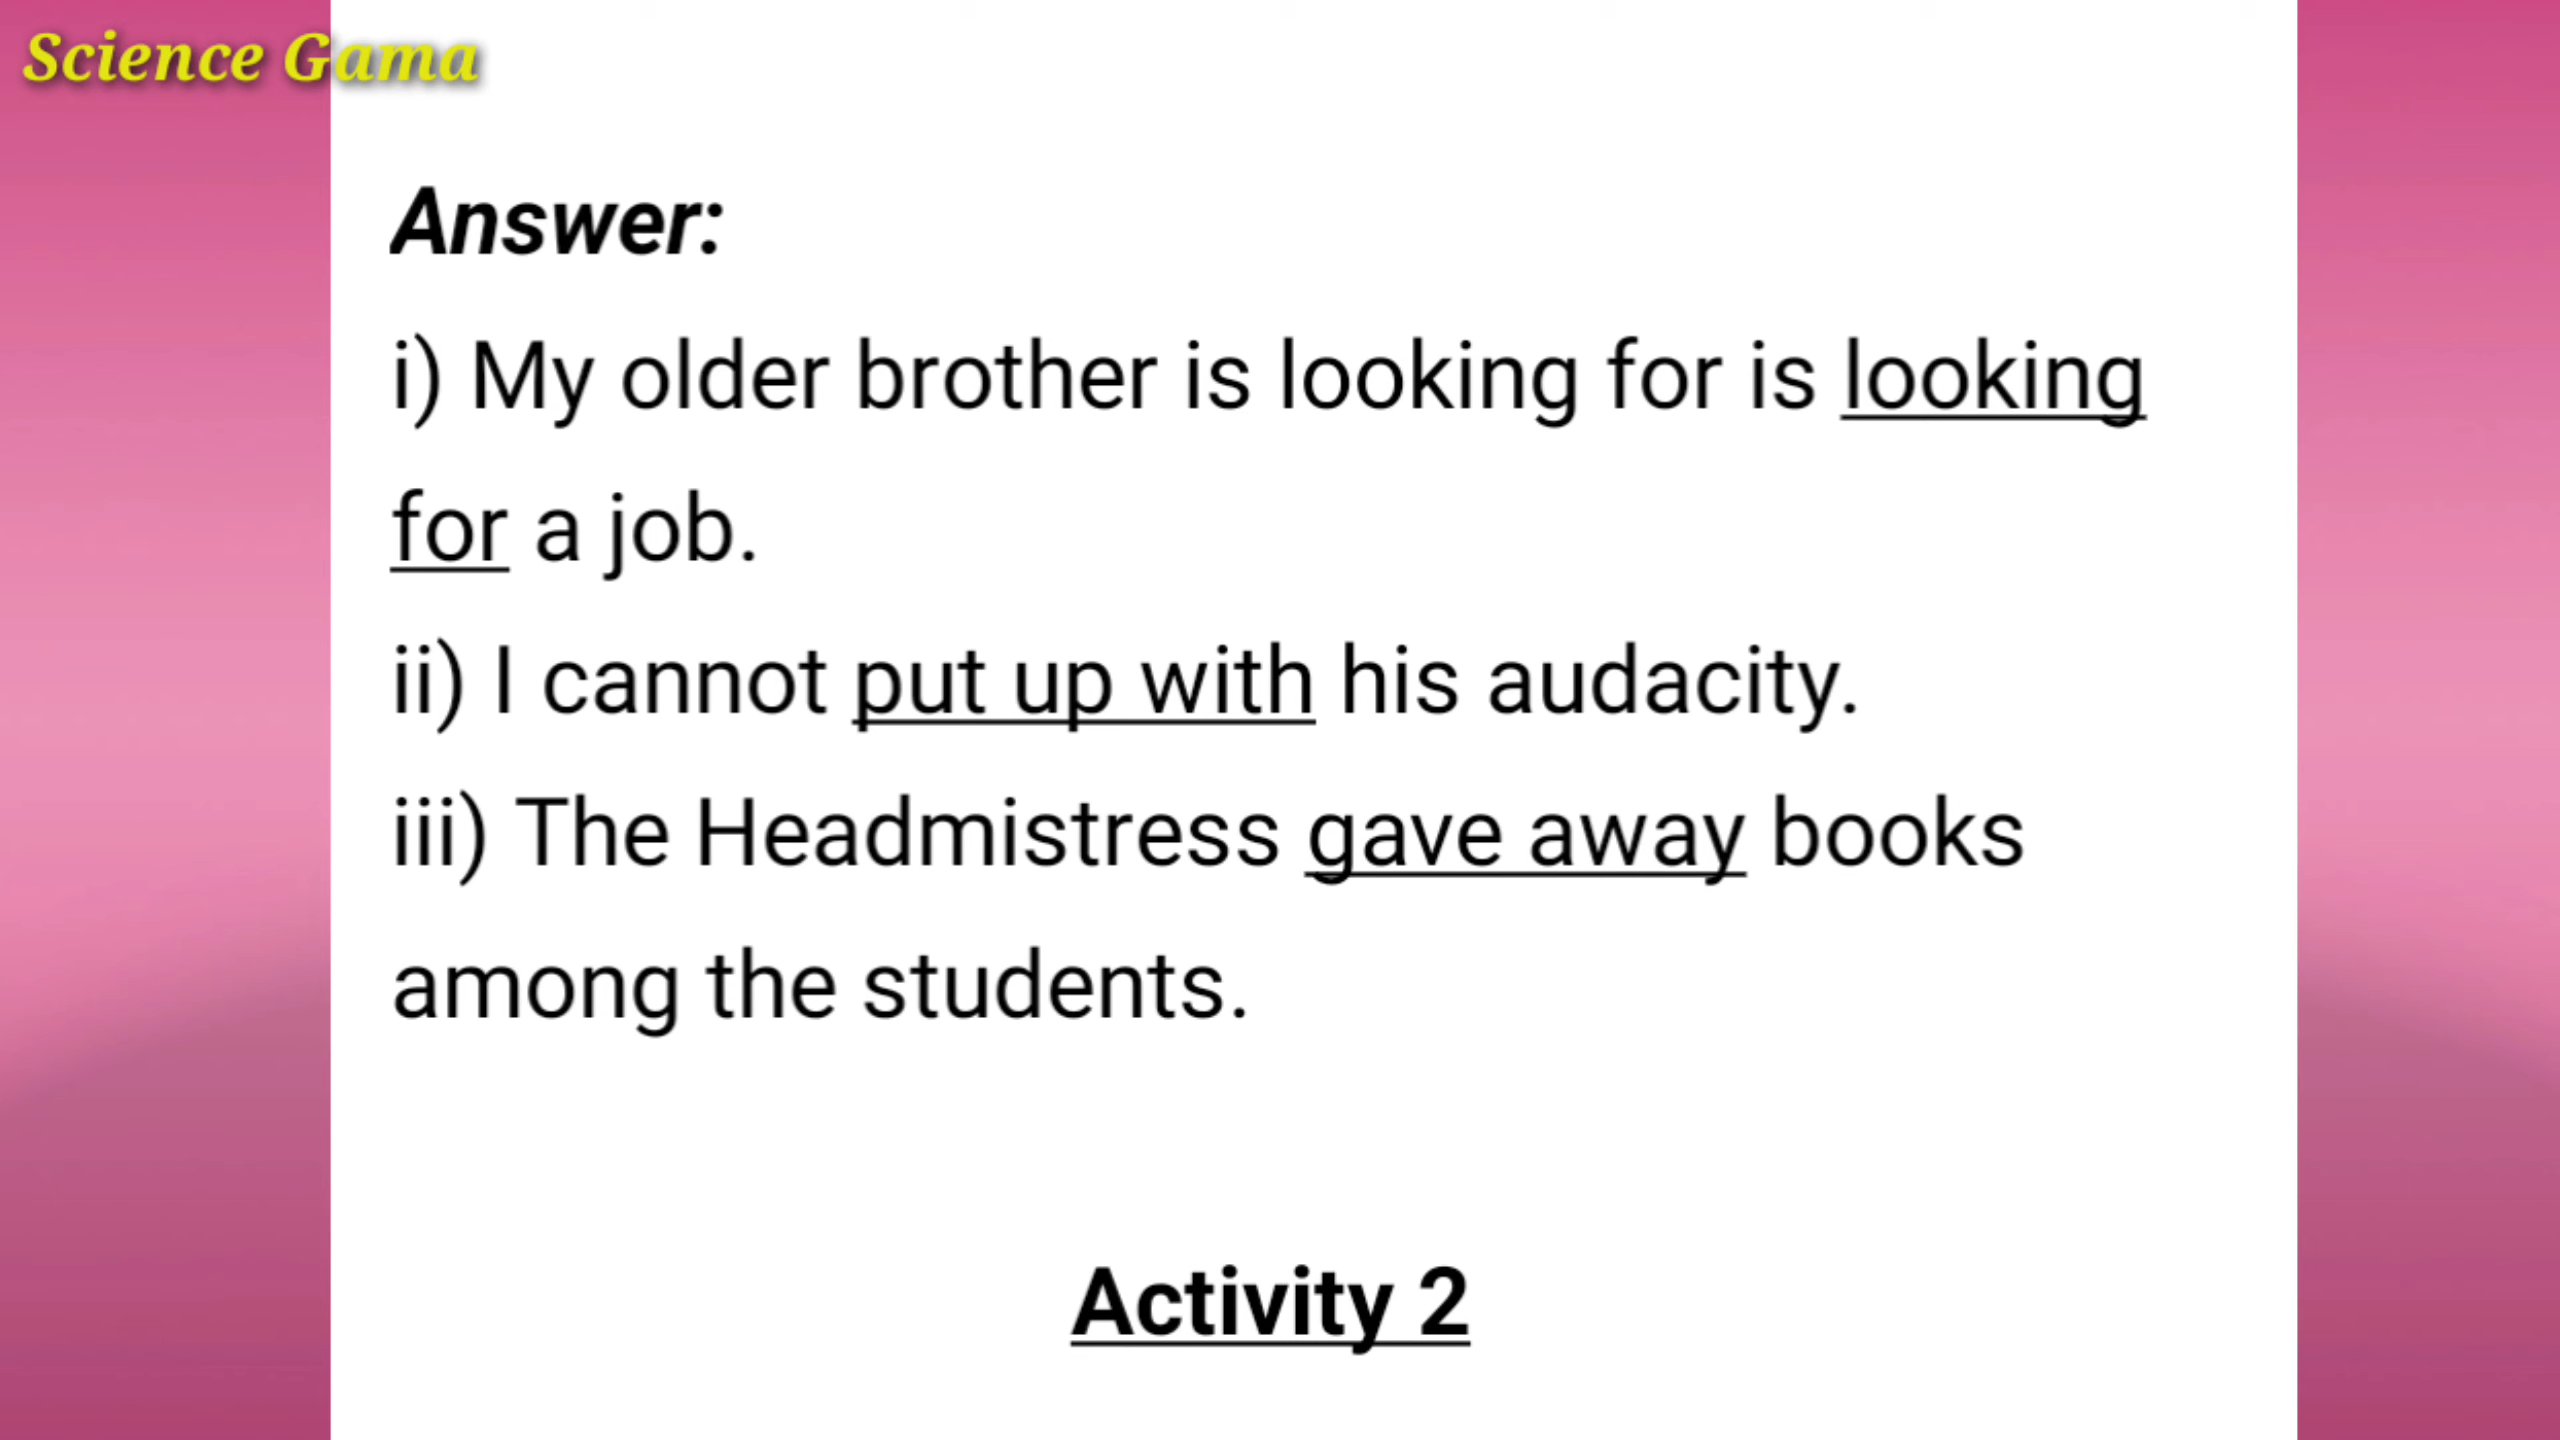 Science Gama
Answer:
i) My older brother is looking for is looking
for a job.
ii) I cannot put up with his audacity.
iii) The Headmistress gave away books
among the students.
Activity 2